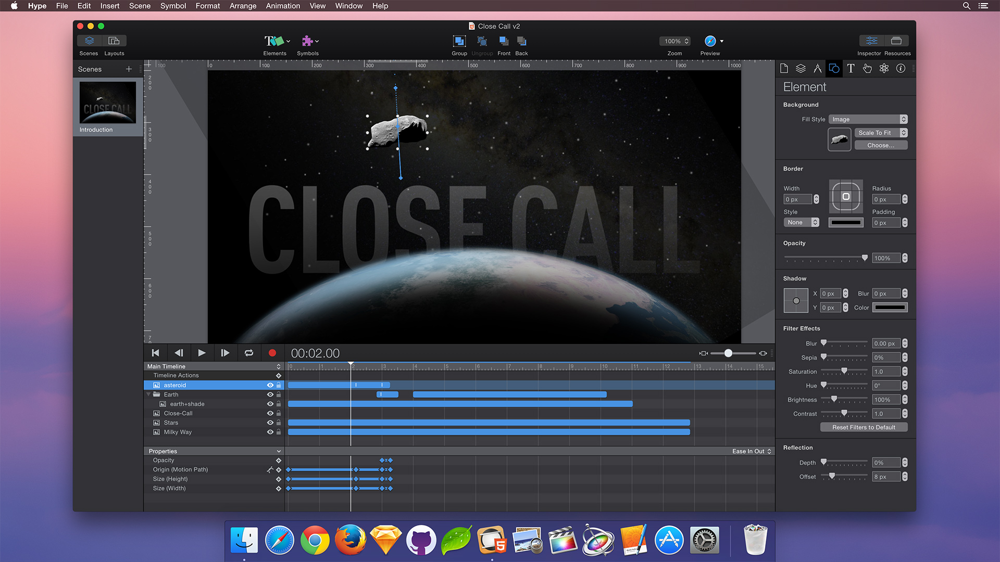 Hype File Edit Insert Scene Symbol Format Arrange Animation View Window Help
Close Call v2
100%
Scenes Layouts Elements Symbols Group Ungroup Front Back Zoom Preview Inspector Resources
Scenes
CLOSE CALL
Introduction
100 0 100 200 300 400 500 600 700 800 900 1000
200
300
400
500
600
7
CLOSE CALL
Element
Background
Fill Style Image
Scale To Fit
Choose...
Border
Width Radius
0 px 0 px
Style Padding
None 0 px
Opacity
100%
Shadow
X 0 px Blur 0 px
Y 0 px Color
Filter Effects
Blur 0.00 px
Sepia 0%
Saturation 1.0
Hue 0°
Brightness 100%
Contrast 1.0
Reset Filters to Default
Reflection
Depth 0%
Offset 8 px
00:02.00
Main Timeline 0 1 2 3 4 5 6 7 8 9 10 11 12 13 14 15
Timeline Actions
asteroid
Earth
earth+shade
Close-Call
Stars
Milky Way
Properties Ease In Out
Opacity
Origin (Motion Path)
Size (Height)
Size (Width)
5